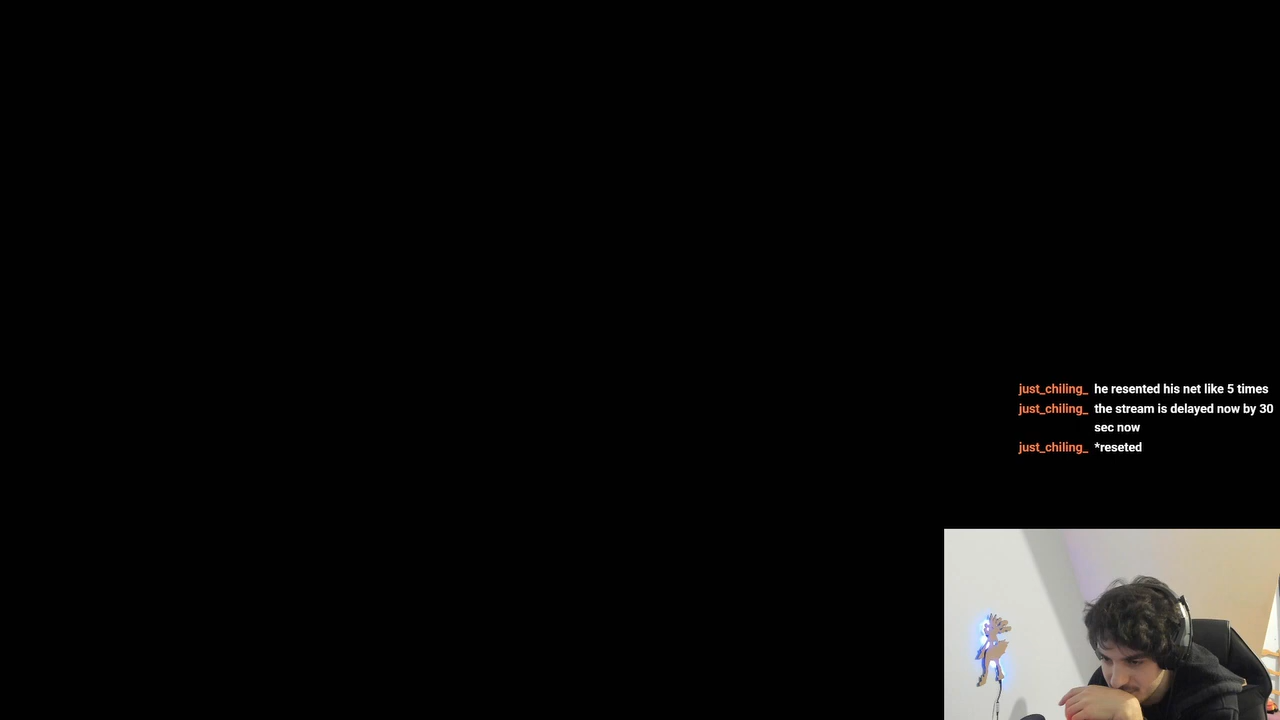 just_chiling_ he resented his net like 5 times
just_chiling_ the stream is delayed now by 30
sec now
just_chiling_ *reseted